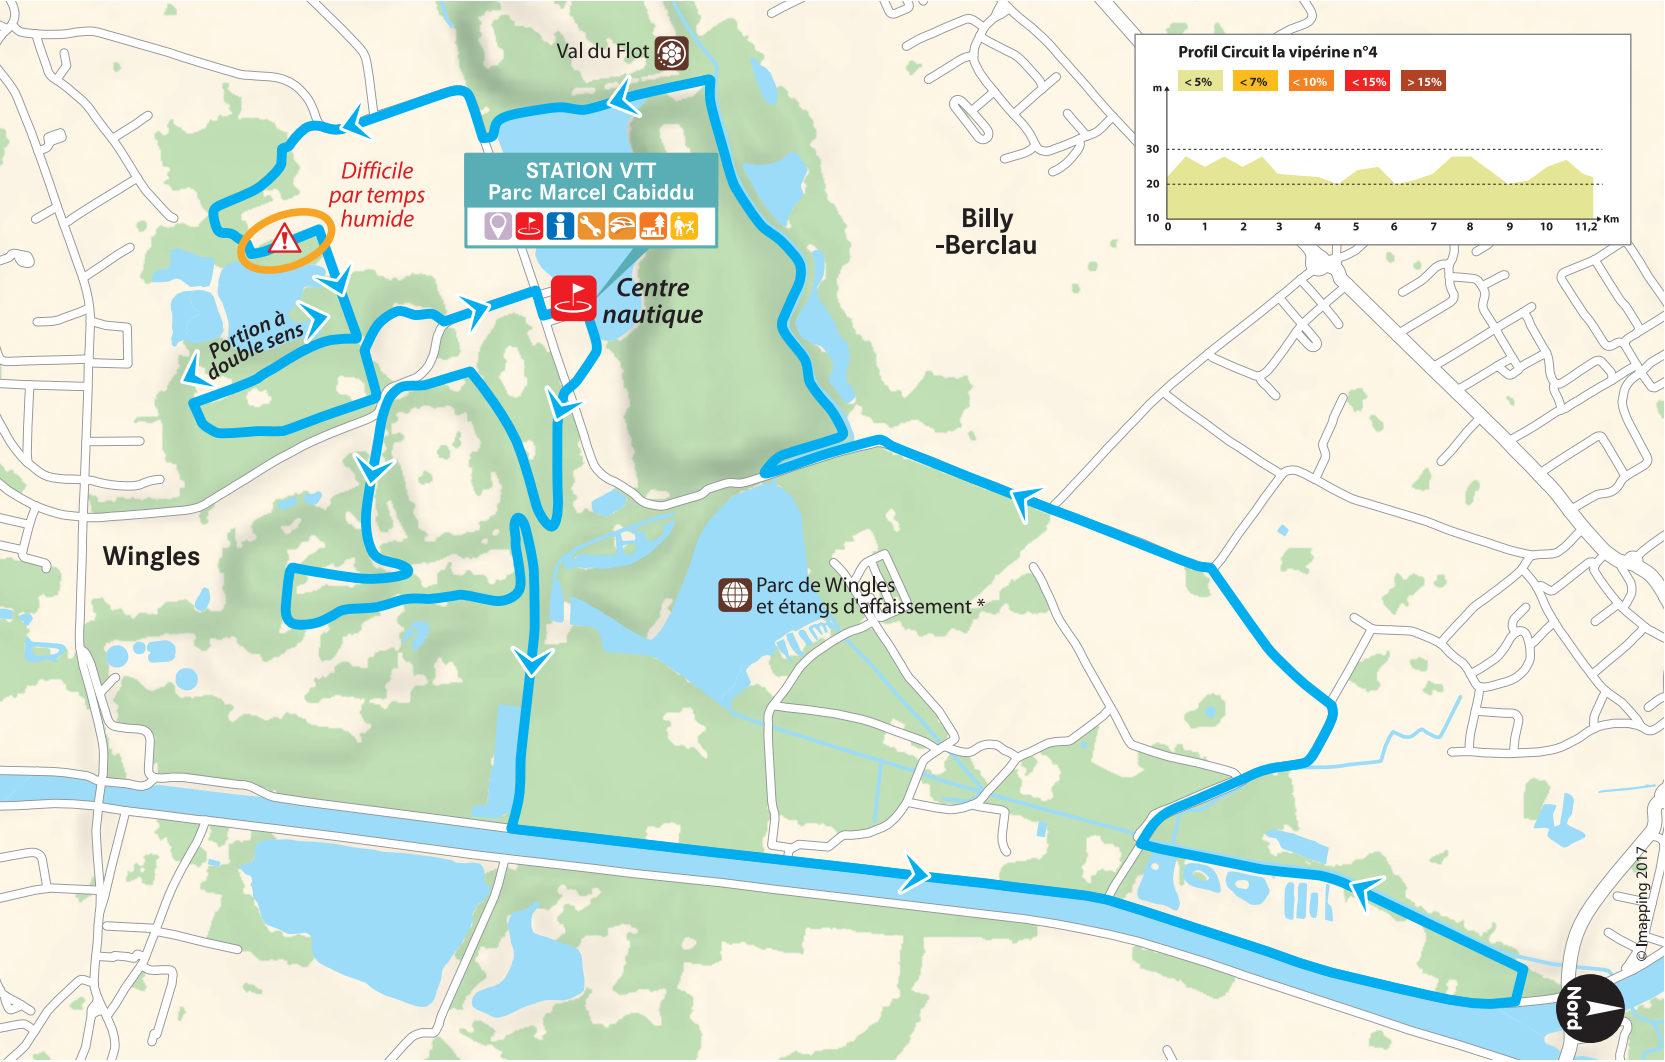 Val du Flot
Profil Circuit la vipérine n°4
< 5%
< 7%
< 10%
< 15%
> 15%
m
30
20
10
0
1
2
3
4
5
6
7
8
9
10
11,2
Km
Difficile
par temps
humide
STATION VTT
Parc Marcel Cabiddu
i
Billy
-Berclau
Centre
nautique
Portion à
double sens
Wingles
Parc de Wingles
et étangs d'affaissement *
© Imapping 2017
Nord